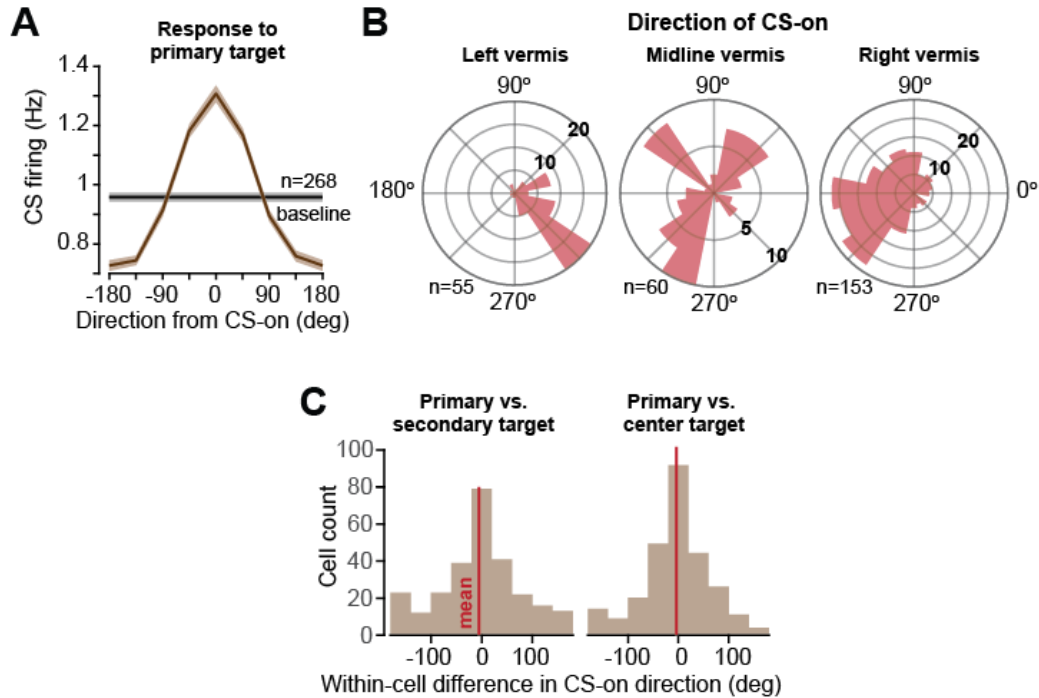 A
Response to
primary target
CS firing (Hz)
1.4
1.2
1
0.8
n=268
baseline
-180 -90 0 90 180
Direction from CS-on (deg)
B
Direction of CS-on
Left vermis
90º
20
10
180º
n=55
270º
Midline vermis
90º
5
10
n=60
270º
Right vermis
90º
20
10
0º
n=153
270º
C
Primary vs.
secondary target
Primary vs.
center target
Cell count
100
80
60
40
20
0
mean
-100 0 100
-100 0 100
Within-cell difference in CS-on direction (deg)